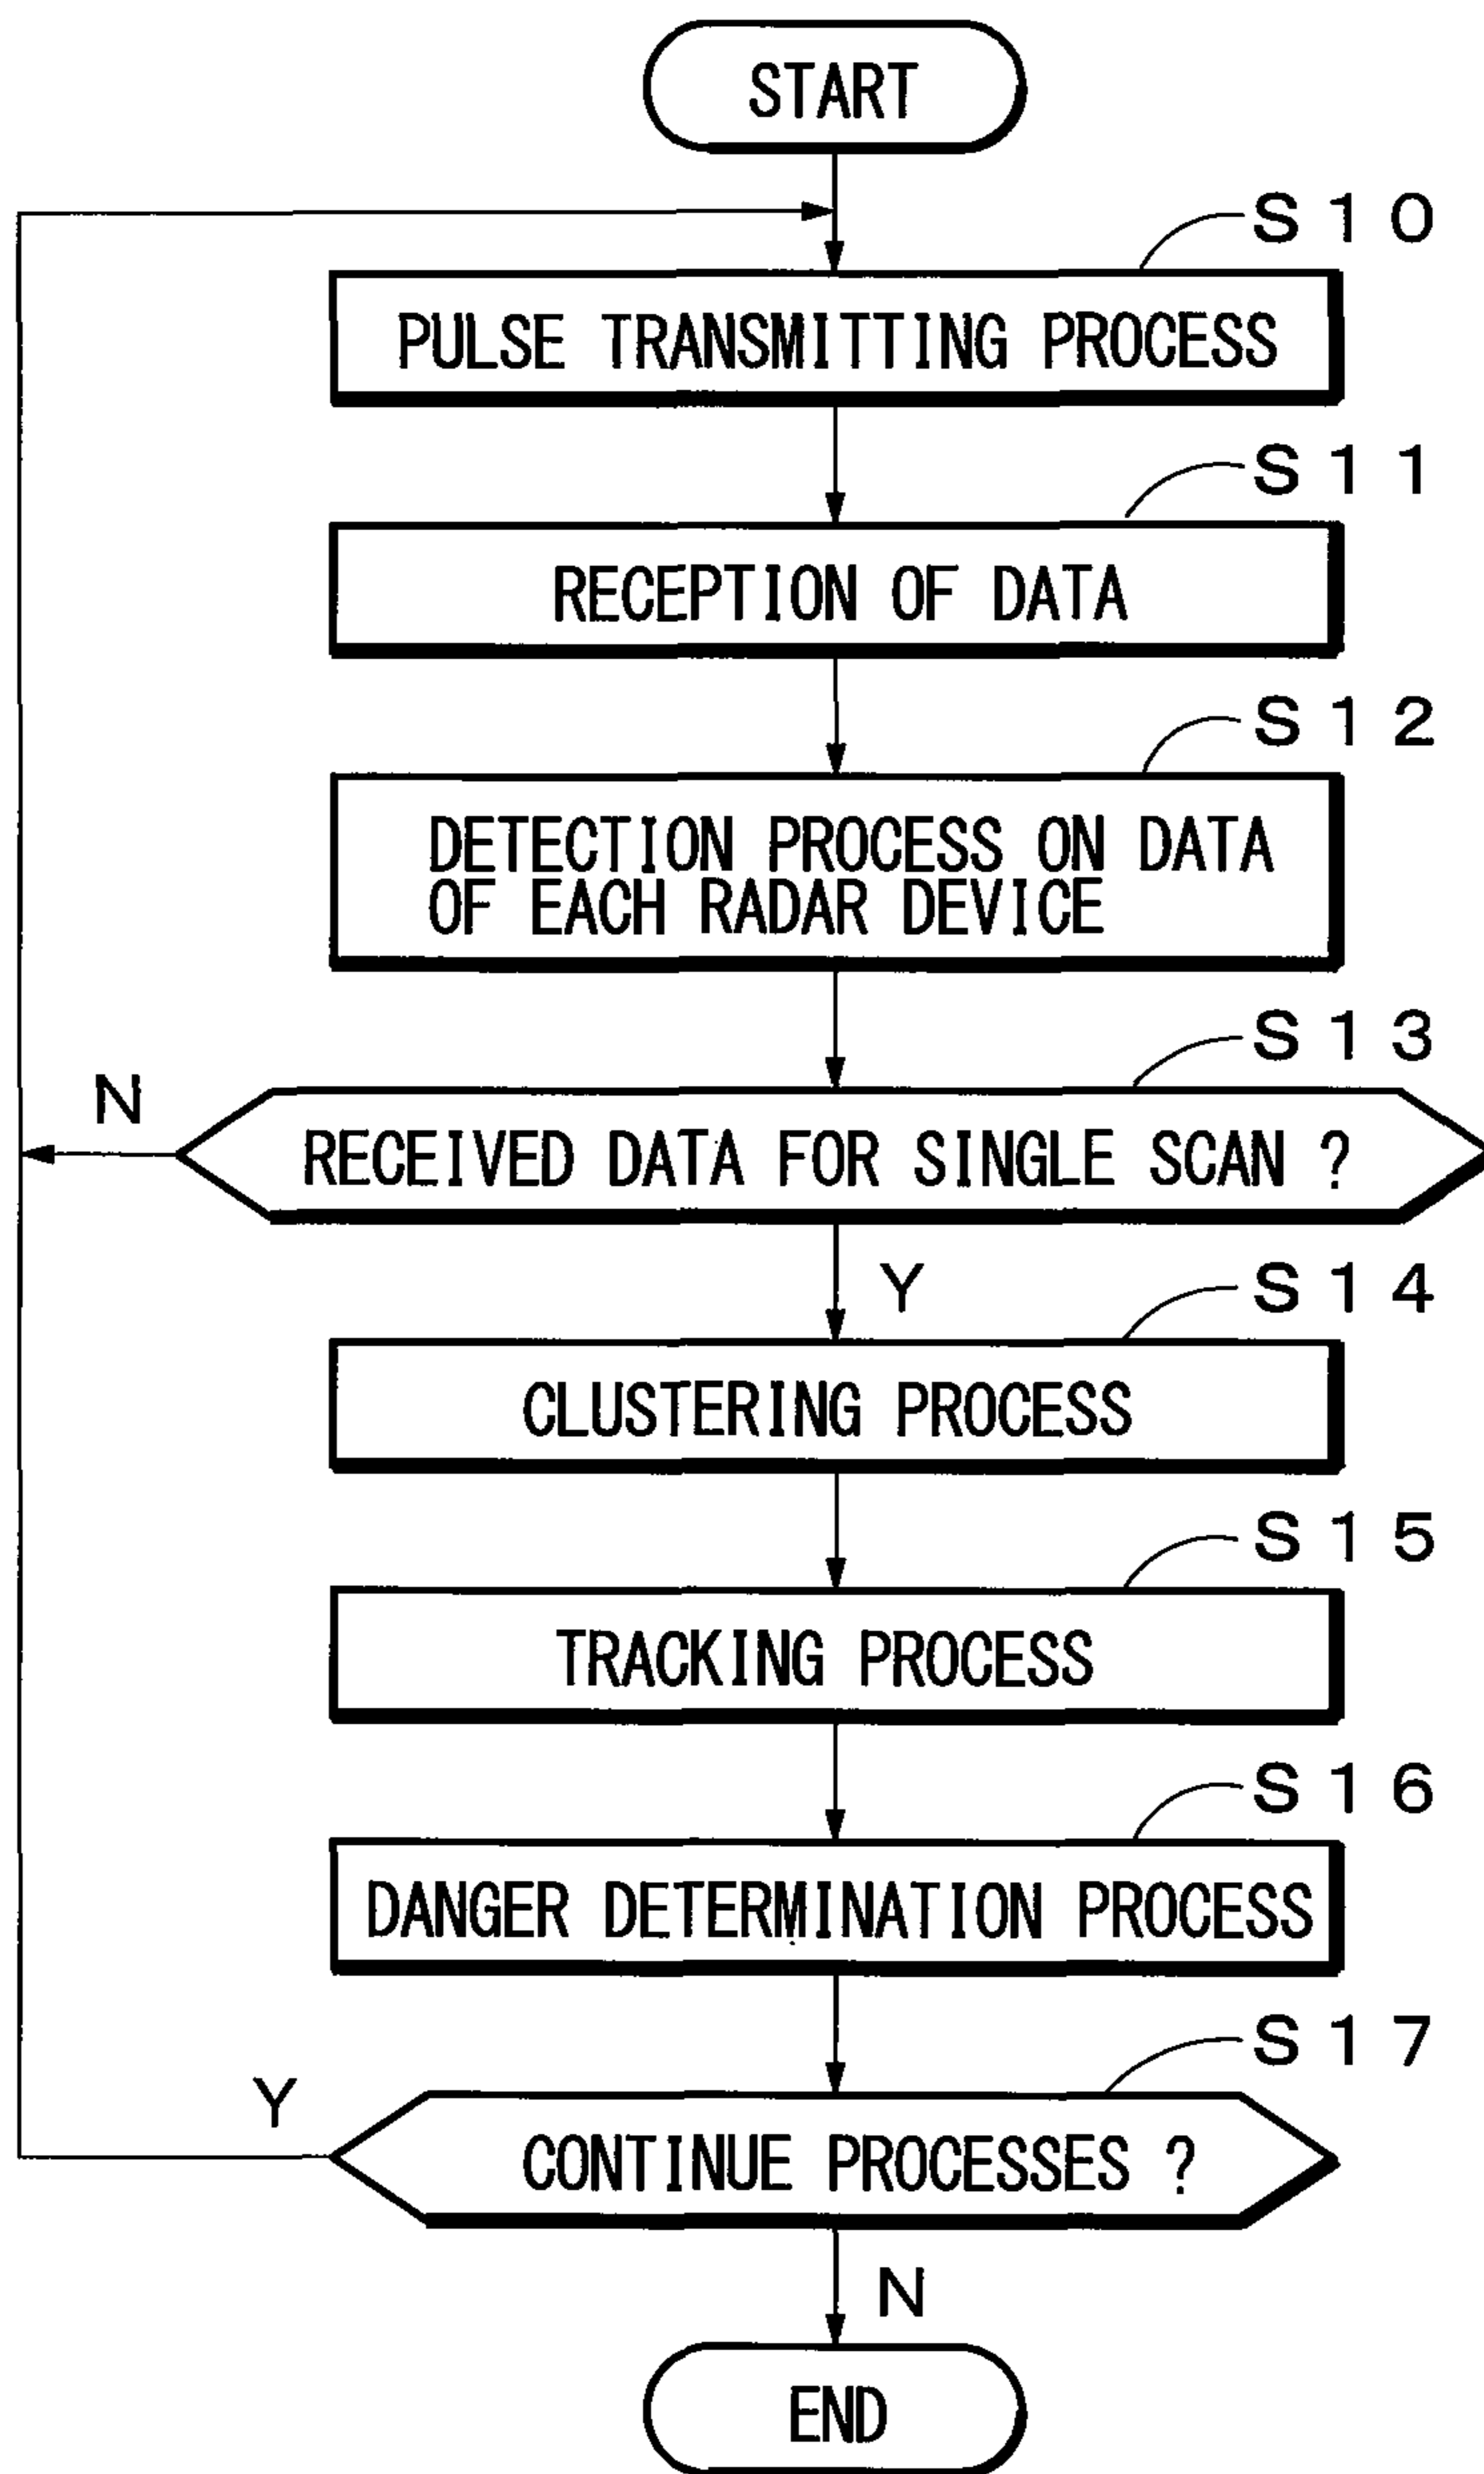 START
S10
PULSE TRANSMITTING PROCESS
S11
RECEPTION OF DATA
S12
DETECTION PROCESS ON DATA
OF EACH RADAR DEVICE
S13
N
RECEIVED DATA FOR SINGLE SCAN ?
Y
S14
CLUSTERING PROCESS
S15
TRACKING PROCESS
S16
DANGER DETERMINATION PROCESS
S17
Y
CONTINUE PROCESSES ?
N
END